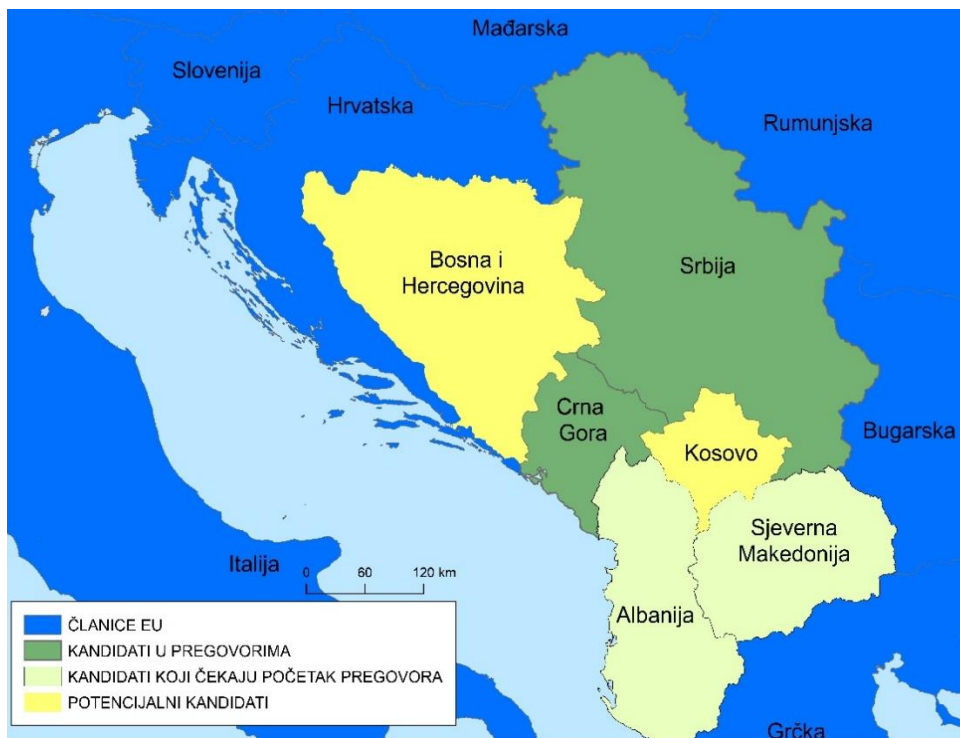 Mađarska
Slovenija
Hrvatska
Rumunjska
Bosna i
Hercegovina
Srbija
Crna
Gora
Kosovo
Bugarska
Sjeverna
Makedonija
Italija
0 60 120 km
Albanija
Grčka
ČLANICE EU
KANDIDATI U PREGOVORIMA
KANDIDATI KOJI ČEKAJU POČETAK PREGOVORA
POTENCIJALNI KANDIDATI